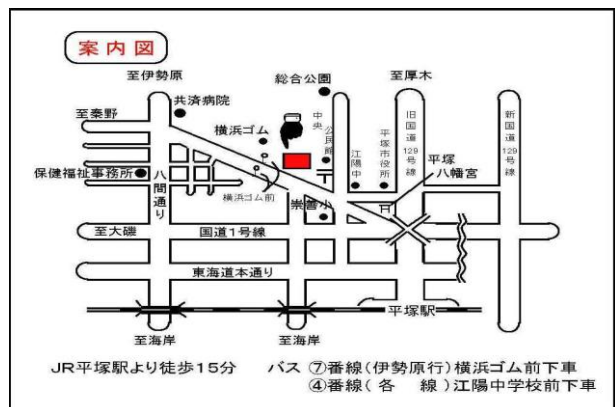 案内図
至伊勢原
総合公園
至厚木
共済病院
至秦野
横浜ゴム
中央公民館
江陽中
平塚市役所
旧国道129号線
新国道129号線
平塚八幡宮
保健福祉事務所
八間通り
横浜ゴム前
崇善小
至大磯
国道1号線
東海道本通り
平塚駅
至海岸
至海岸
JR平塚駅より徒歩15分 バス ⑦番線(伊勢原行)横浜ゴム前下車
④番線( 各 線)江陽中学校前下車